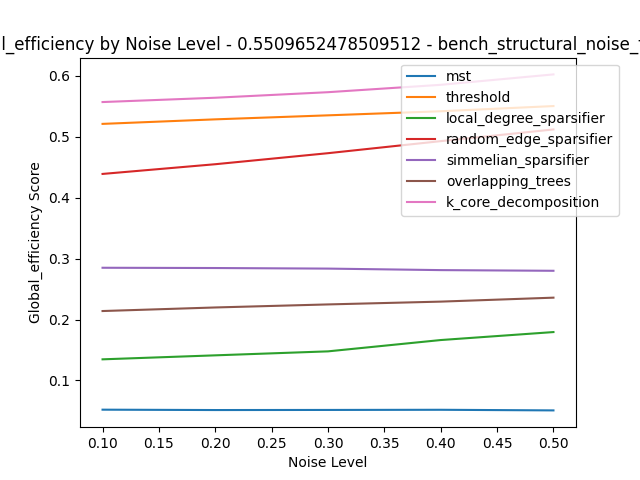 l_efficiency by Noise Level - 0.5509652478509512 - bench_structural_noise_
mst
threshold
local_degree_sparsifier
random_edge_sparsifier
simmelian_sparsifier
overlapping_trees
k_core_decomposition
Global_efficiency Score
0.6
0.5
0.4
0.3
0.2
0.1
0.10 0.15 0.20 0.25 0.30 0.35 0.40 0.45 0.50
Noise Level